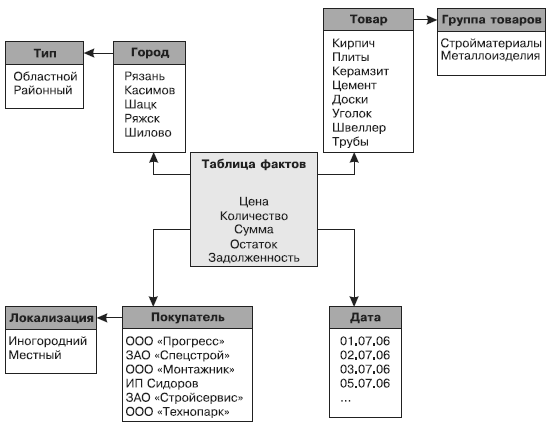 Тип
Областной
Районный
Город
Рязань
Касимов
Шацк
Ряжск
Шилово
Товар
Кирпич
Плиты
Керамзит
Цемент
Доски
Уголок
Швеллер
Трубы
Группа товаров
Стройматериалы
Металлоизделия
Таблица фактов
Цена
Количество
Сумма
Остаток
Задолженность
Локализация
Иногородний
Местный
Покупатель
ООО «Прогресс»
ЗАО «Спецстрой»
ООО «Монтажник»
ИП Сидоров
ЗАО «Стройсервис»
ООО «Технопарк»
Дата
01.07.06
02.07.06
03.07.06
05.07.06
...